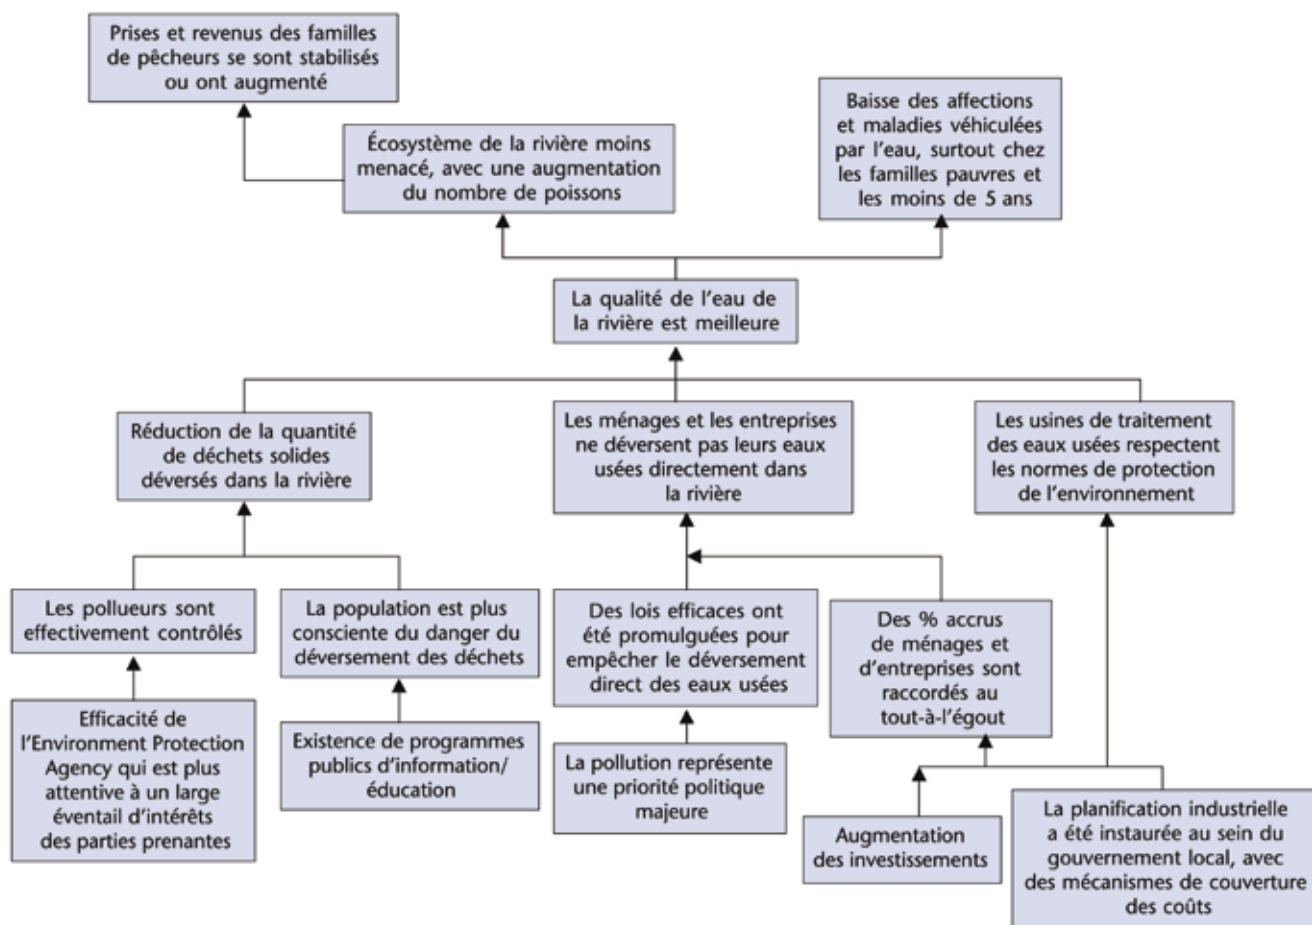 Prises et revenus des familles
de pêcheurs se sont stabilisés
ou ont augmenté
Baisse des affections
et maladies véhiculées
par l'eau, surtout chez
les familles pauvres et
les moins de 5 ans
Écosystème de la rivière moins
menacé, avec une augmentation
du nombre de poissons
La qualité de l'eau de
la rivière est meilleure
Réduction de la quantité
de déchets solides
déversés dans la rivière
Les ménages et les entreprises
ne déversent pas leurs eaux
usées directement dans
la rivière
Les usines de traitement
des eaux usées respectent
les normes de protection
de l'environnement
Les pollueurs sont
effectivement contrôlés
La population est plus
consciente du danger du
déversement des déchets
Des lois efficaces ont
été promulguées pour
empêcher le déversement
direct des eaux usées
Des % accrus
de ménages et
d'entreprises sont
raccordés au
tout-à-l'égout
Efficacité de
l'Environment Protection
Agency qui est plus
attentive à un large
éventail d'intérêts
des parties prenantes
Existence de programmes
publics d'information/
éducation
La pollution représente
une priorité politique
majeure
Augmentation
des investissements
La planification industrielle
a été instaurée au sein du
gouvernement local, avec
des mécanismes de couverture
des coûts